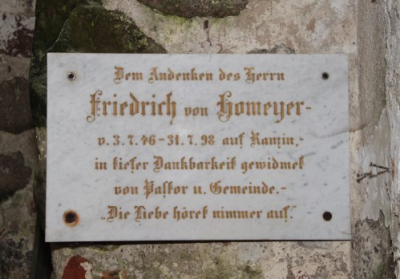 Dem Andenken des Herrn
Friedrich von Homeyer-
v. 3.7.46-31.7.98 auf Ranzin,-
in tiefer Dankbarkeit gewidmet
von Pastor u. Gemeinde.-
„Die Liebe höret nimmer auf."